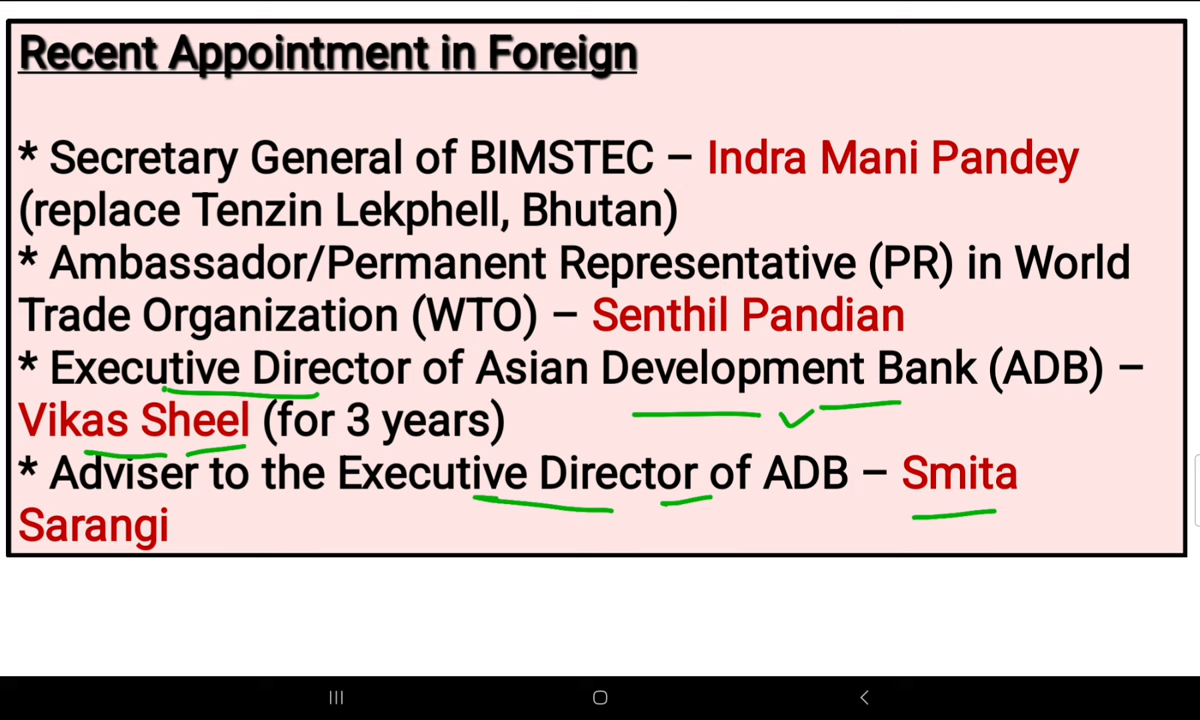 Recent Appointment in Foreign
* Secretary General of BIMSTEC – Indra Mani Pandey
(replace Tenzin Lekphell, Bhutan)
* Ambassador/Permanent Representative (PR) in World
Trade Organization (WTO) – Senthil Pandian
* Executive Director of Asian Development Bank (ADB) –
Vikas Sheel (for 3 years)
* Adviser to the Executive Director of ADB – Smita
Sarangi